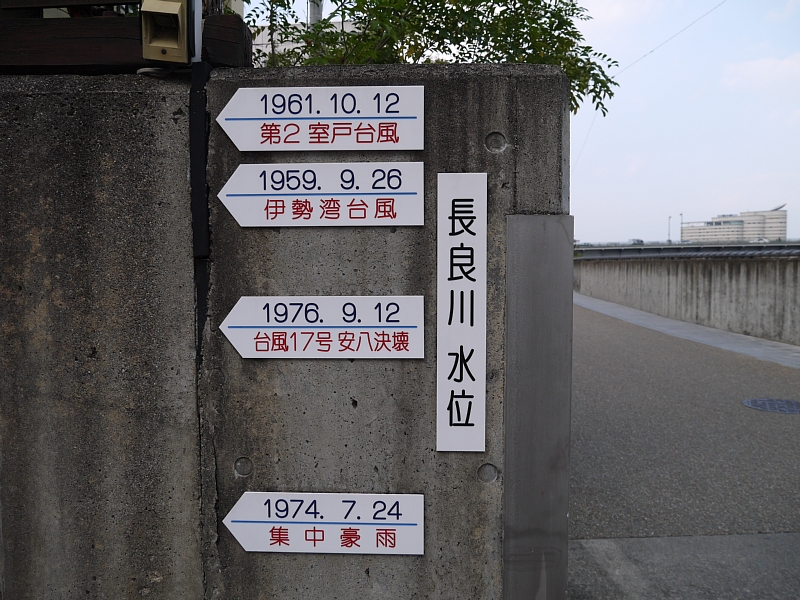 1961. 10. 12
第2 室戸台風
1959. 9. 26
伊勢湾台風
長良川 水位
1976. 9. 12
台風17号 安八決壊
1974. 7. 24
集中豪雨